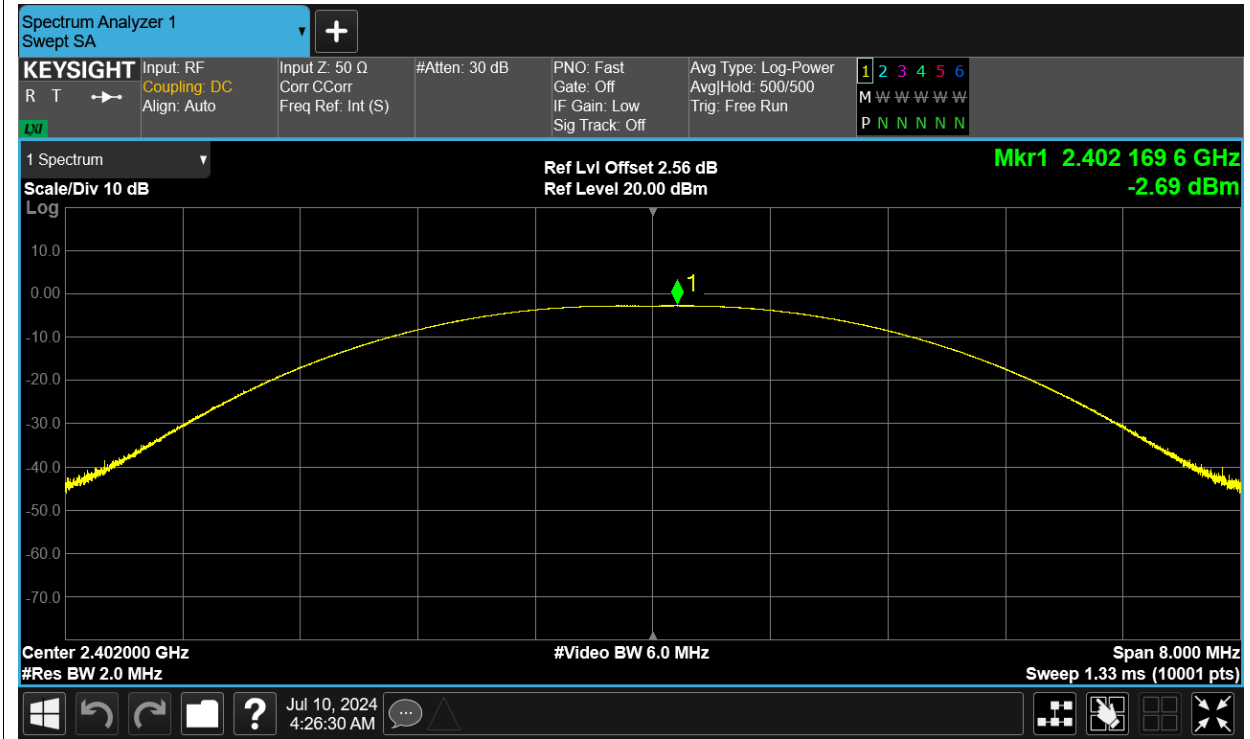 Spectrum Analyzer 1
Swept SA
KEYSIGHT
R T
LXI
Input: RF
Coupling: DC
Align: Auto
Input Z: 50 Ω
Corr CCorr
Freq Ref: Int (S)
#Atten: 30 dB
PNO: Fast
Gate: Off
IF Gain: Low
Sig Track: Off
Avg Type: Log-Power
Avg|Hold: 500/500
Trig: Free Run
1 2 3 4 5 6
M W W W W W W
P N N N N N N
1 Spectrum
Scale/Div 10 dB
Log
Ref Lvl Offset 2.56 dB
Ref Level 20.00 dBm
Mkr1 2.402 169 6 GHz
-2.69 dBm
1
10.0
0.00
-10.0
-20.0
-30.0
-40.0
-50.0
-60.0
-70.0
Center 2.402000 GHz
#Res BW 2.0 MHz
#Video BW 6.0 MHz
Span 8.000 MHz
Sweep 1.33 ms (10001 pts)
?
Jul 10, 2024
4:26:30 AM